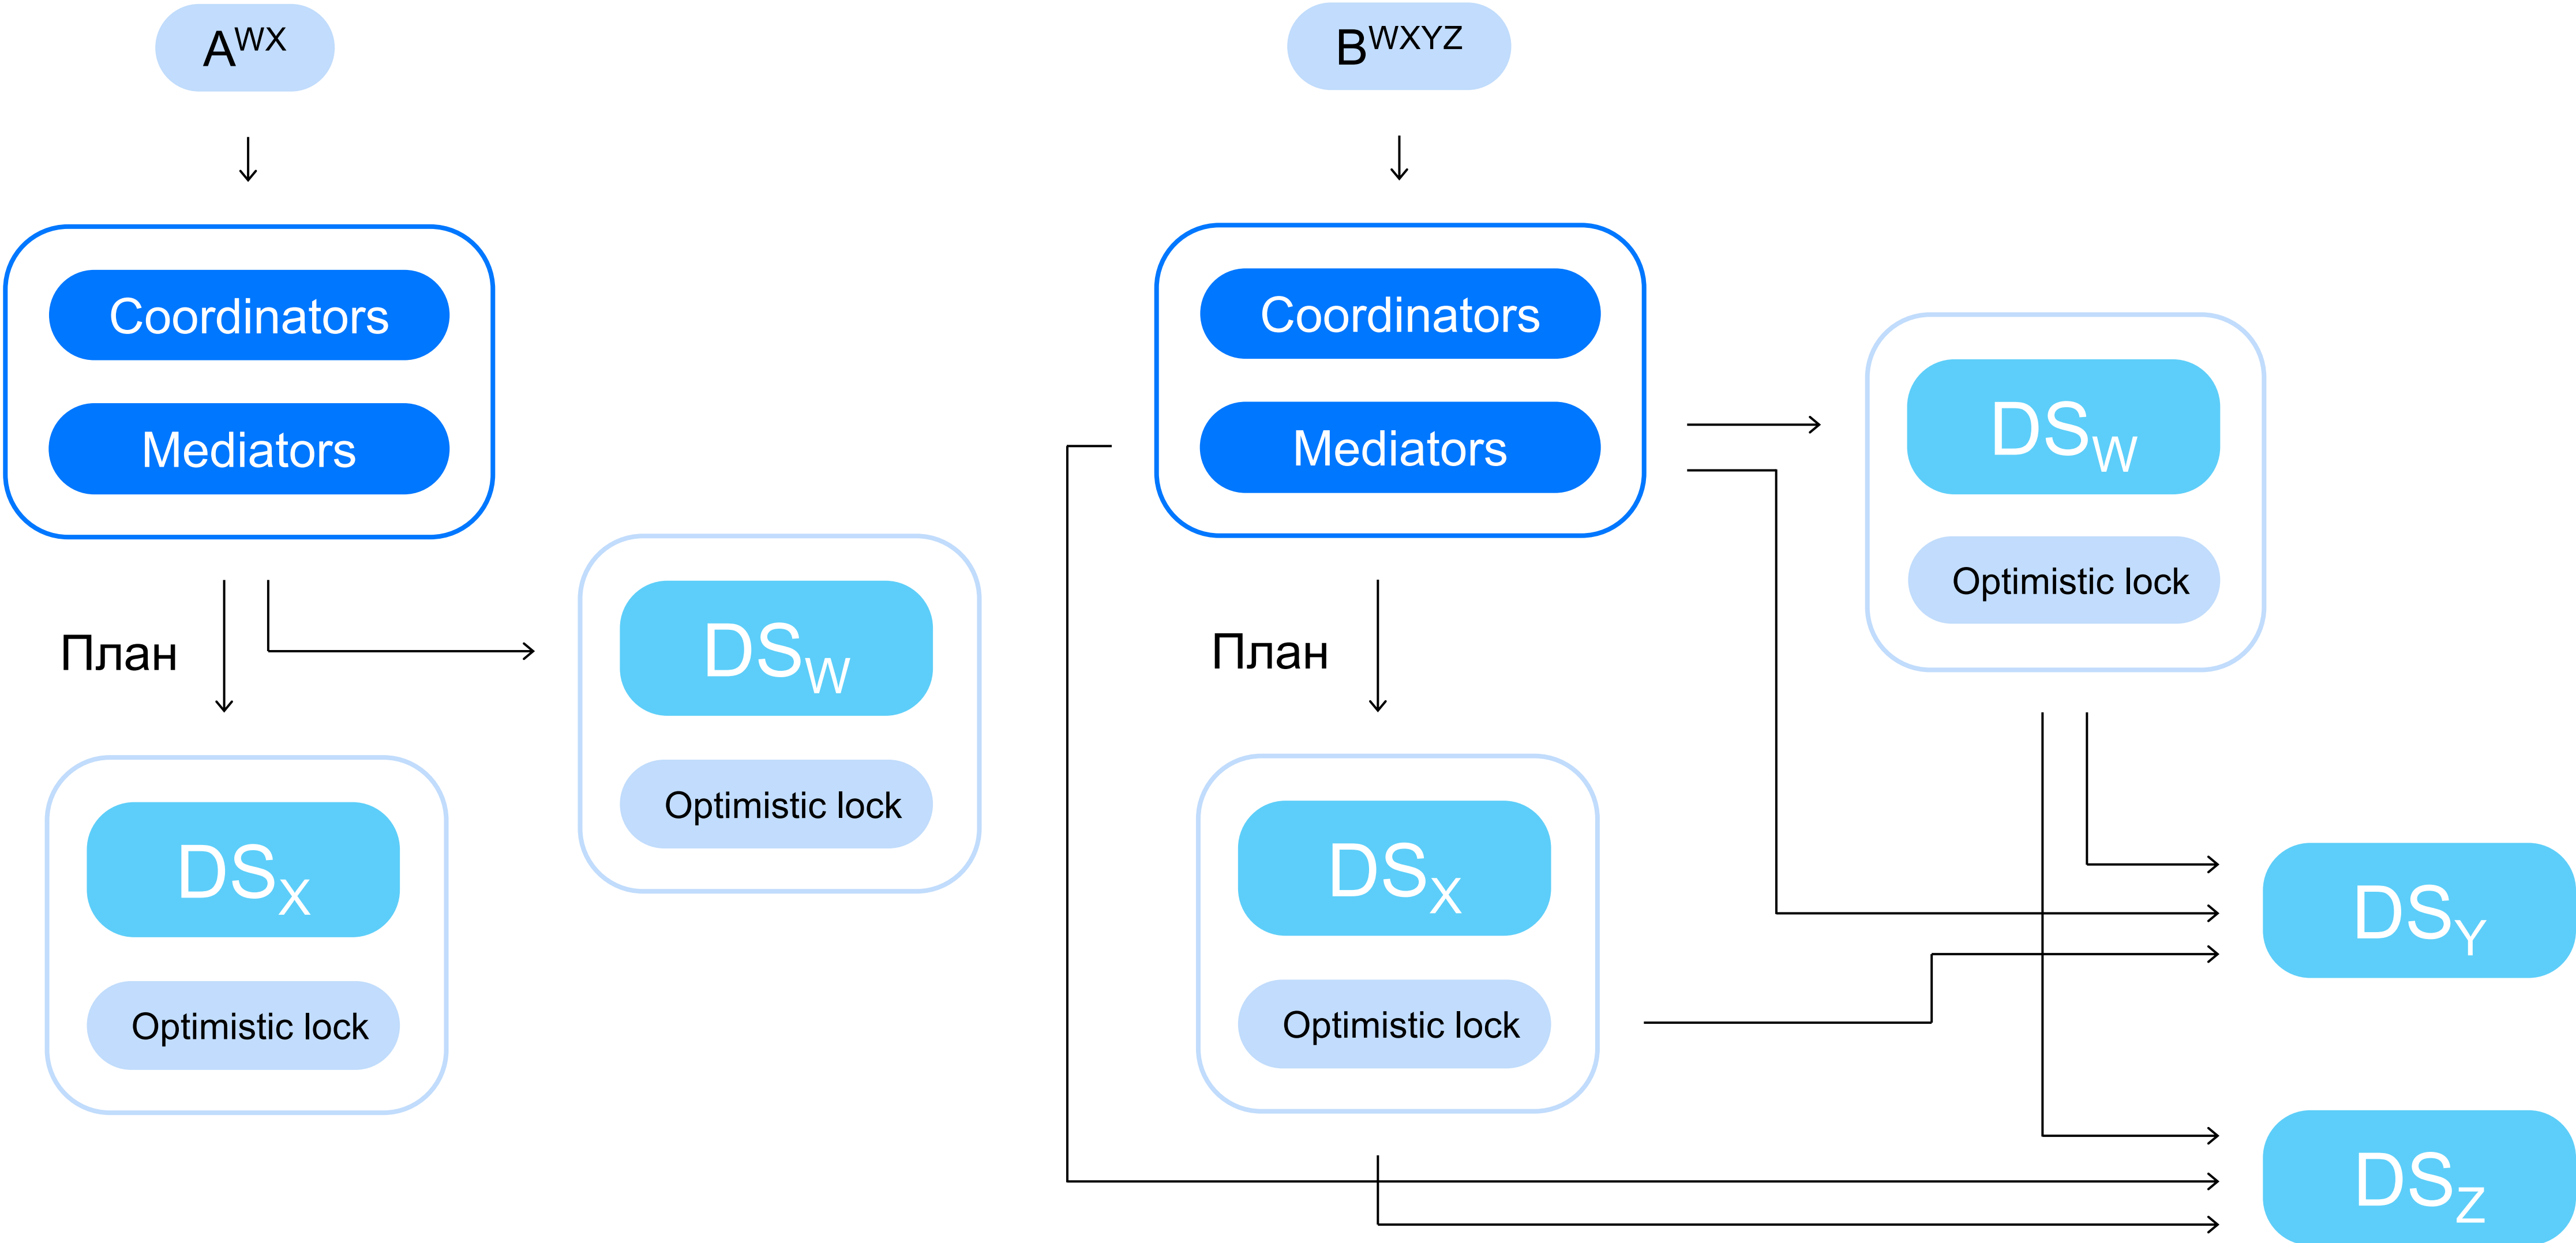 A^WX
Coordinators
Mediators
План
DS_W
Optimistic lock
DS_X
Optimistic lock
B^WXYZ
Coordinators
Mediators
DS_W
Optimistic lock
План
DS_X
Optimistic lock
DS_Y
DS_Z